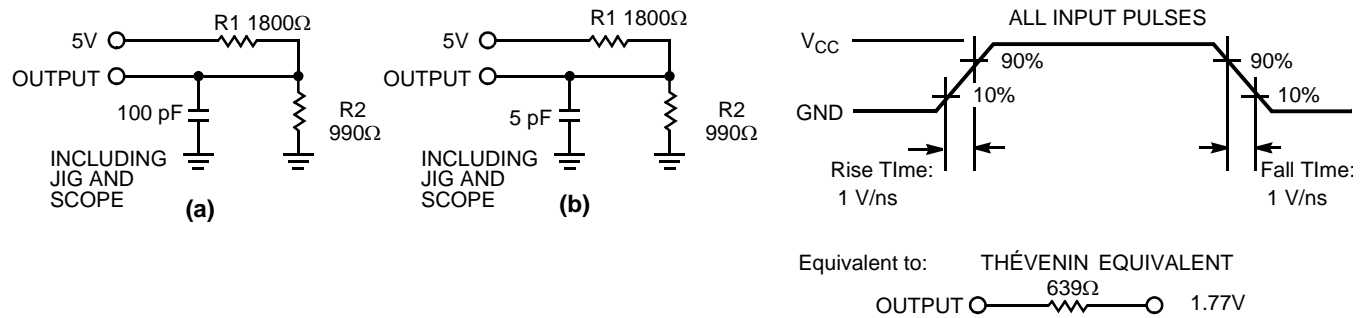 R1 1800Ω
5V
OUTPUT
100 pF
R2
990Ω
INCLUDING
JIG AND
SCOPE
(a)
R1 1800Ω
5V
OUTPUT
5 pF
R2
990Ω
INCLUDING
JIG AND
SCOPE
(b)
ALL INPUT PULSES
VCC
90%
10%
GND
90%
10%
Rise TIme:
1 V/ns
Fall TIme:
1 V/ns
Equivalent to: THÉVENIN EQUIVALENT
639Ω
OUTPUT 1.77V